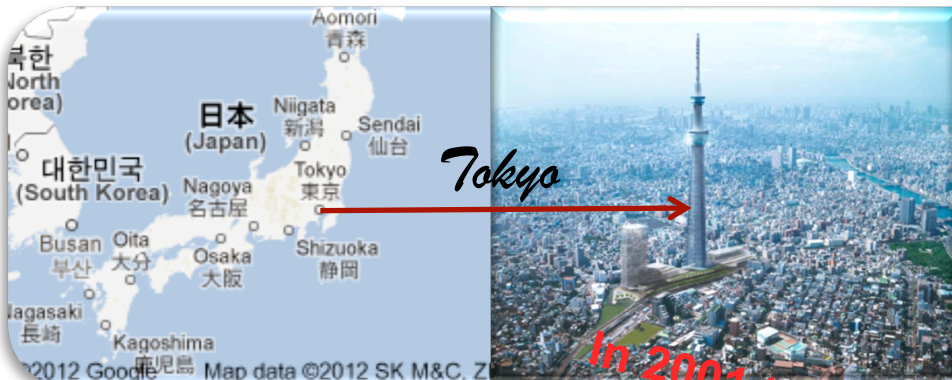 Aomori
青森
북한
North
orea)
日本
(Japan)
Niigata
新潟
Sendai
仙台
대한민국
(South Korea)
Tokyo
東京
Tokyo
Nagoya
名古屋
Busan
부산
Oita
大分
Osaka
大阪
Shizuoka
静岡
Nagasaki
長崎
Kagoshima
鹿児島
©2012 Google
Map data ©2012 SK M&C, Z
In 2001